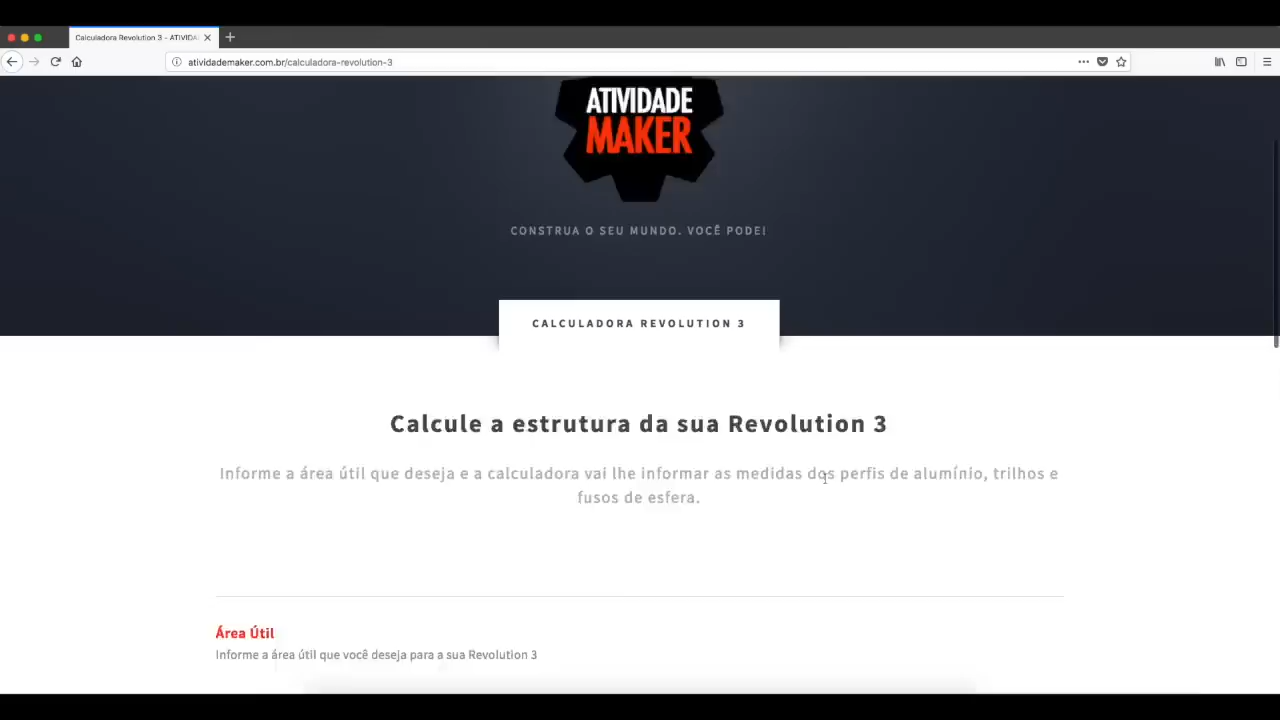 Calculadora Revolution 3 - ATIVIDA
atividademaker.com.br/calculadora-revolution-3
ATIVIDADE
MAKER
CONSTRUA O SEU MUNDO. VOCÊ PODE!
CALCULADORA REVOLUTION 3
Calcule a estrutura da sua Revolution 3
Informe a área útil que deseja e a calculadora vai lhe informar as medidas dos perfis de alumínio, trilhos e
fusos de esfera.
Área Útil
Informe a área útil que você deseja para a sua Revolution 3